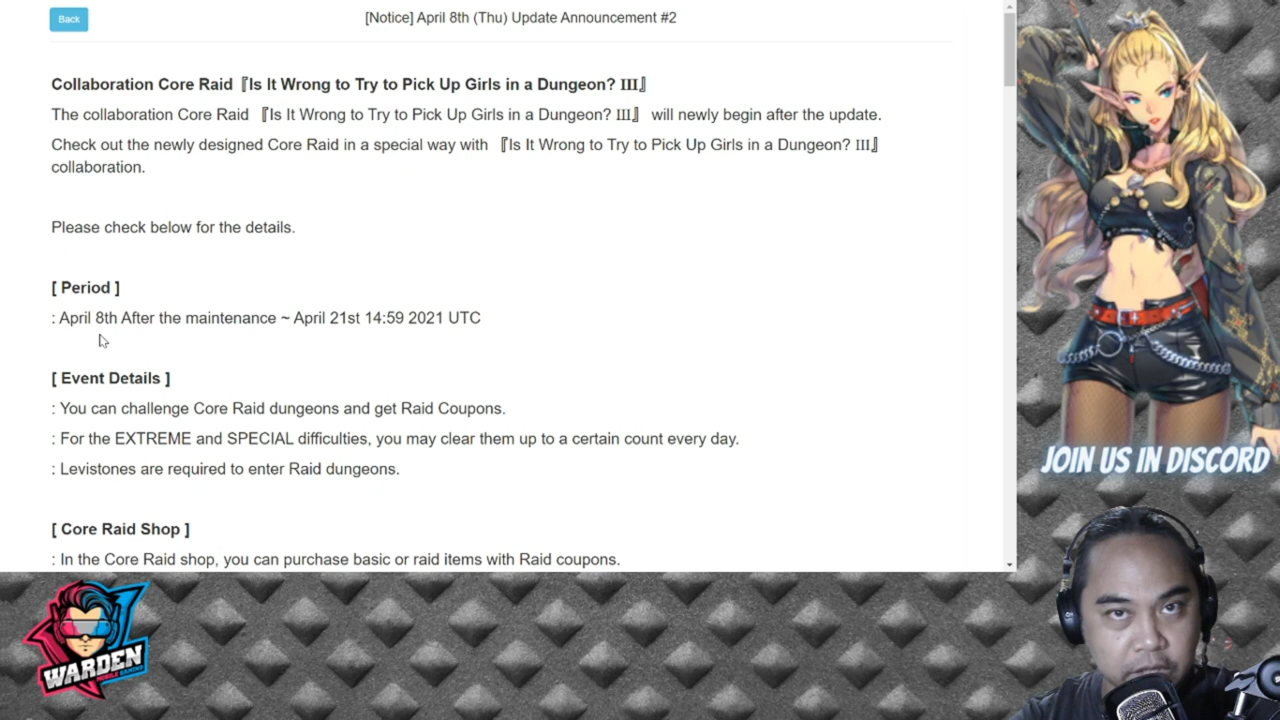 Back
[Notice] April 8th (Thu) Update Announcement #2
Collaboration Core Raid『Is It Wrong to Try to Pick Up Girls in a Dungeon? III』
The collaboration Core Raid 『Is It Wrong to Try to Pick Up Girls in a Dungeon? III』 will newly begin after the update.
Check out the newly designed Core Raid in a special way with 『Is It Wrong to Try to Pick Up Girls in a Dungeon? III』
collaboration.
Please check below for the details.
[ Period ]
: April 8th After the maintenance ~ April 21st 14:59 2021 UTC
[ Event Details ]
: You can challenge Core Raid dungeons and get Raid Coupons.
: For the EXTREME and SPECIAL difficulties, you may clear them up to a certain count every day.
: Levistones are required to enter Raid dungeons.
[ Core Raid Shop ]
: In the Core Raid shop, you can purchase basic or raid items with Raid coupons.
JOIN US IN DISCORD
WARDEN
MOBILE GAMING